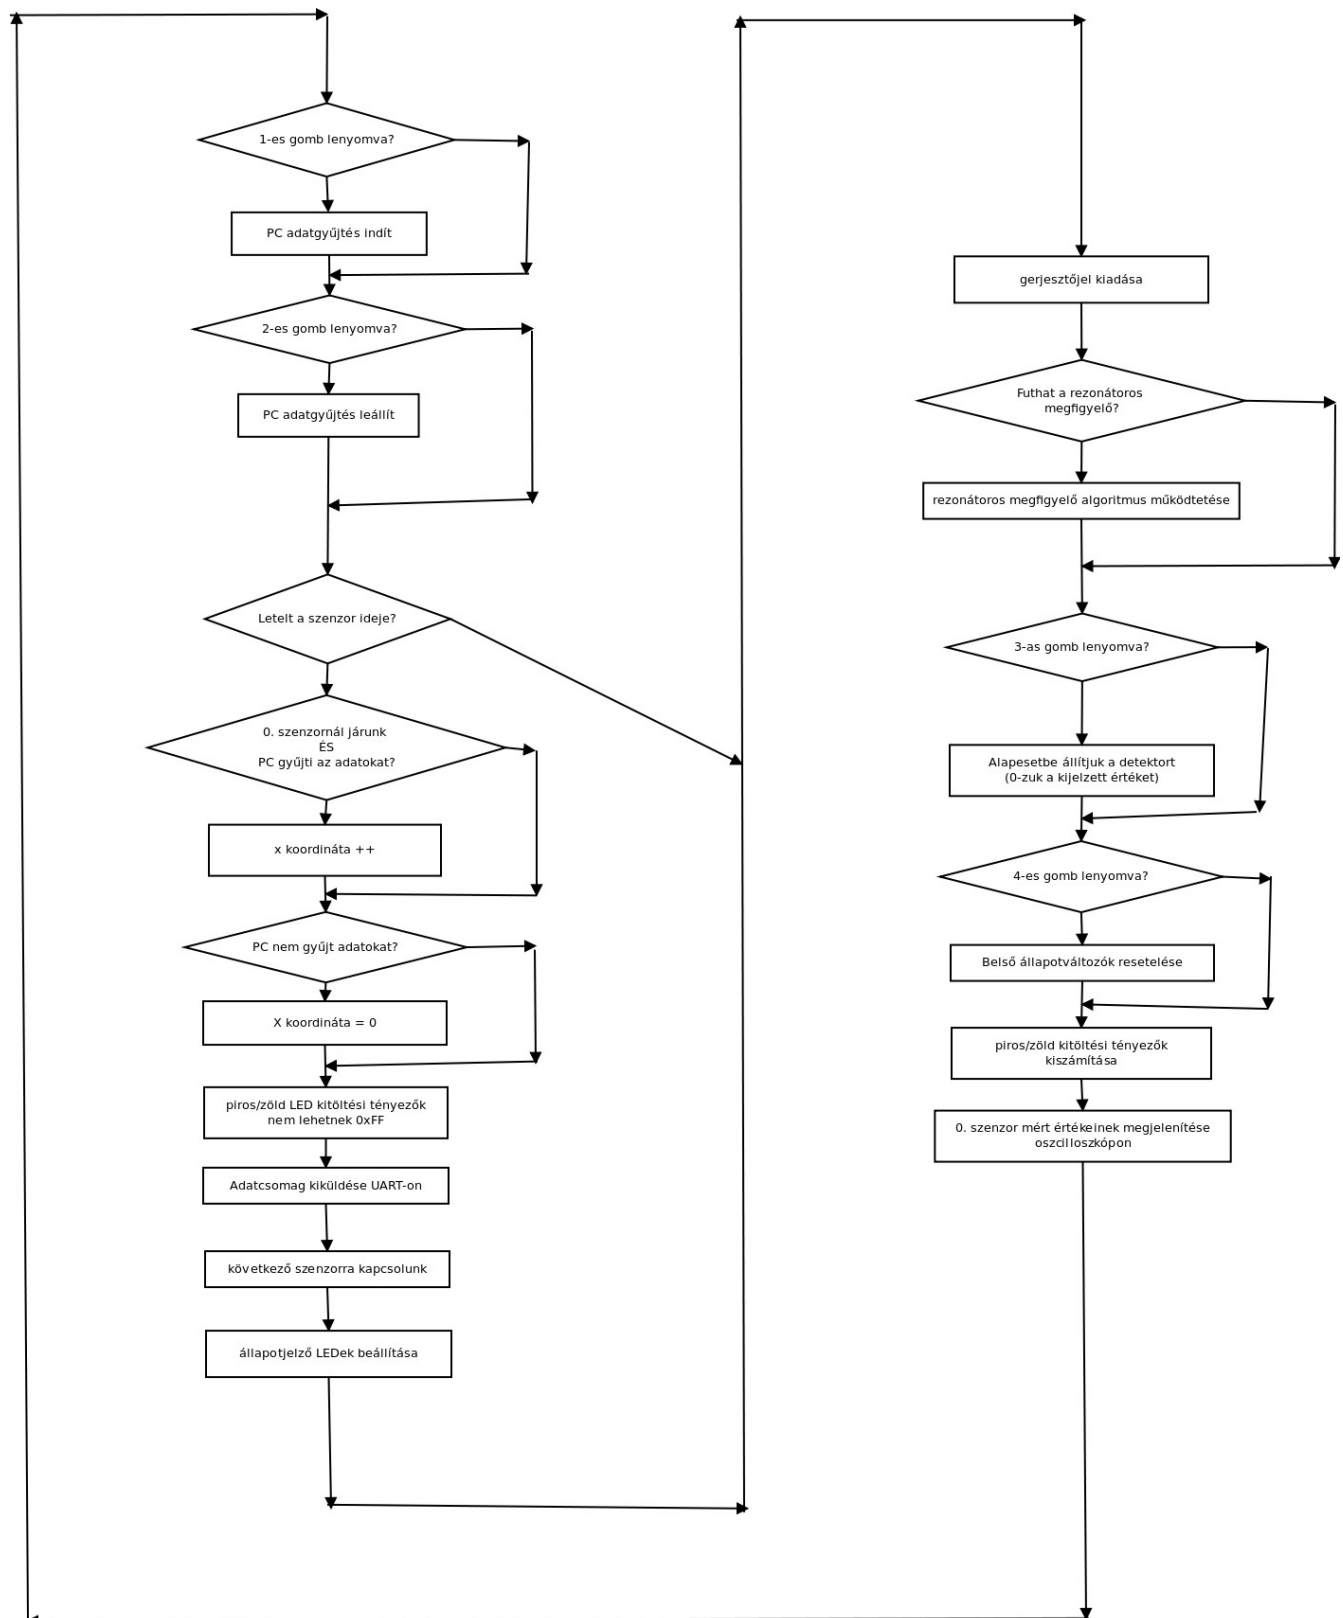 1-es gomb lenyomva?
PC adatgyűjtés indít
2-es gomb lenyomva?
PC adatgyűjtés leállít
Letelt a szenzor ideje?
0. szenzornál járunk
ÉS
PC gyűjti az adatokat?
x koordináta ++
PC nem gyűjt adatokat?
X koordináta = 0
piros/zöld LED kitöltési tényezők
nem lehetnek 0xFF
Adatcsomag kiküldése UART-on
következő szenzorra kapcsolunk
állapotjelző LEDek beállítása
gerjesztőjel kiadása
Futhat a rezonátoros
megfigyelő?
rezonátoros megfigyelő algoritmus működtetése
3-as gomb lenyomva?
Alapesetbe állítjuk a detektort
(0-zuk a kijelzett értéket)
4-es gomb lenyomva?
Belső állapotváltozók resetelése
piros/zöld kitöltési tényezők
kiszámítása
0. szenzor mért értékeinek megjelenítése
oszcilloszkópon